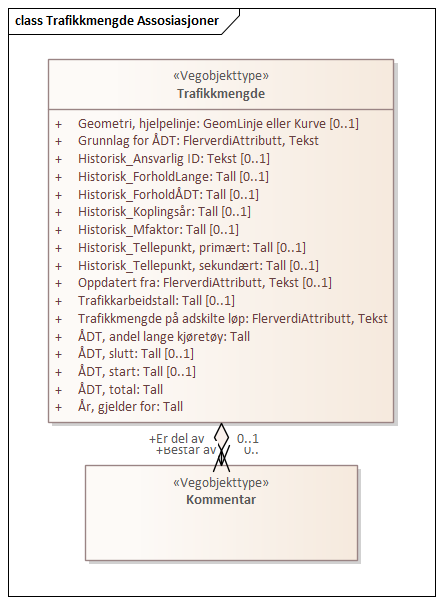 class Trafikkmengde Assosiasjoner
«Vegobjekttype»
Trafikkmengde
+ Geometri, hjelpelinje: GeomLinje eller Kurve [0..1]
+ Grunnlag for ÅDT: FlerverdiAttributt, Tekst
+ Historisk_Ansvarlig ID: Tekst [0..1]
+ Historisk_ForholdLange: Tall [0..1]
+ Historisk_ForholdÅDT: Tall [0..1]
+ Historisk_Koplingsår: Tall [0..1]
+ Historisk_Mfaktor: Tall [0..1]
+ Historisk_Tellepunkt, primært: Tall [0..1]
+ Historisk_Tellepunkt, sekundært: Tall [0..1]
+ Oppdatert fra: FlerverdiAttributt, Tekst [0..1]
+ Trafikkarbeidstall: Tall [0..1]
+ Trafikkmengde på adskilte løp: FlerverdiAttributt, Tekst
+ ÅDT, andel lange kjøretøy: Tall
+ ÅDT, slutt: Tall [0..1]
+ ÅDT, start: Tall [0..1]
+ ÅDT, total: Tall
+ År, gjelder for: Tall
+Er del av 0..1
+Består av 0..
«Vegobjekttype»
Kommentar